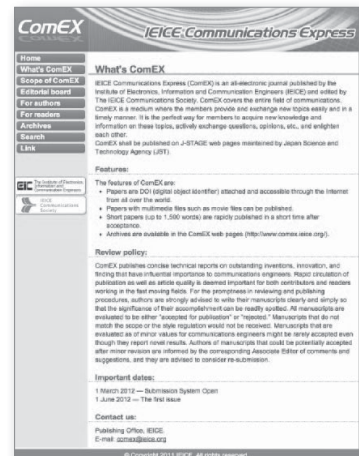 ComEX
IEICE Communications Express
Home
What's ComEX
Scope of ComEX
Editorial board
For authors
For readers
Archives
Search
Link
The Institute of Electronics,
Information and
Communication Engineers
IEICE
Communications
Society
What's ComEX
IEICE Communications Express (ComEX) is an all-electronic journal published by the
Institute of Electronics, Information and Communication Engineers (IEICE) and edited by
The IEICE Communications Society. ComEX covers the entire field of communications.
ComEX is a medium where the members provide and exchange new topics easily and in a
timely manner. It is the perfect way for members to acquire new knowledge and
information on these topics, actively exchange questions, opinions, etc., and enlighten
each other.
ComEX shall be published on J-STAGE web pages maintained by Japan Science and
Technology Agency (JST).
Features:
The features of ComEX are:
• Papers are DOI (digital object identifier) attached and accessible through the Internet
from all over the world.
• Papers with multimedia files such as movie files can be published.
• Short papers (up to 1,500 words) are rapidly published in a short time after
acceptance.
• Archives are available in the ComEX web pages (http://www.comex.ieice.org/).
Review policy:
ComEX publishes concise technical reports on outstanding inventions, innovation, and
finding that have influential importance to communications engineers. Rapid circulation of
publication as well as article quality is deemed important for both contributors and readers
working in the fast moving fields. For the promptness in reviewing and publishing
procedures, authors are strongly advised to write their manuscripts clearly and simply so
that the significance of their accomplishment can be readily spotted. All manuscripts are
evaluated to be either "accepted for publication" or "rejected." Manuscripts that do not
match the scope or the style regulation would not be received. Manuscripts that are
evaluated as of minor values for communications engineers might be rarely accepted even
though they report novel results. Authors of manuscripts that could be potentially accepted
after minor revision are informed by the corresponding Associate Editor of comments and
suggestions, and they are advised to consider re-submission.
Important dates:
1 March 2012 — Submission System Open
1 June 2012 — The first issue
Contact us:
Publishing Office, IEICE.
E-mail: comex@ieice.org
© Copyright 2011 IEICE. All rights reserved.